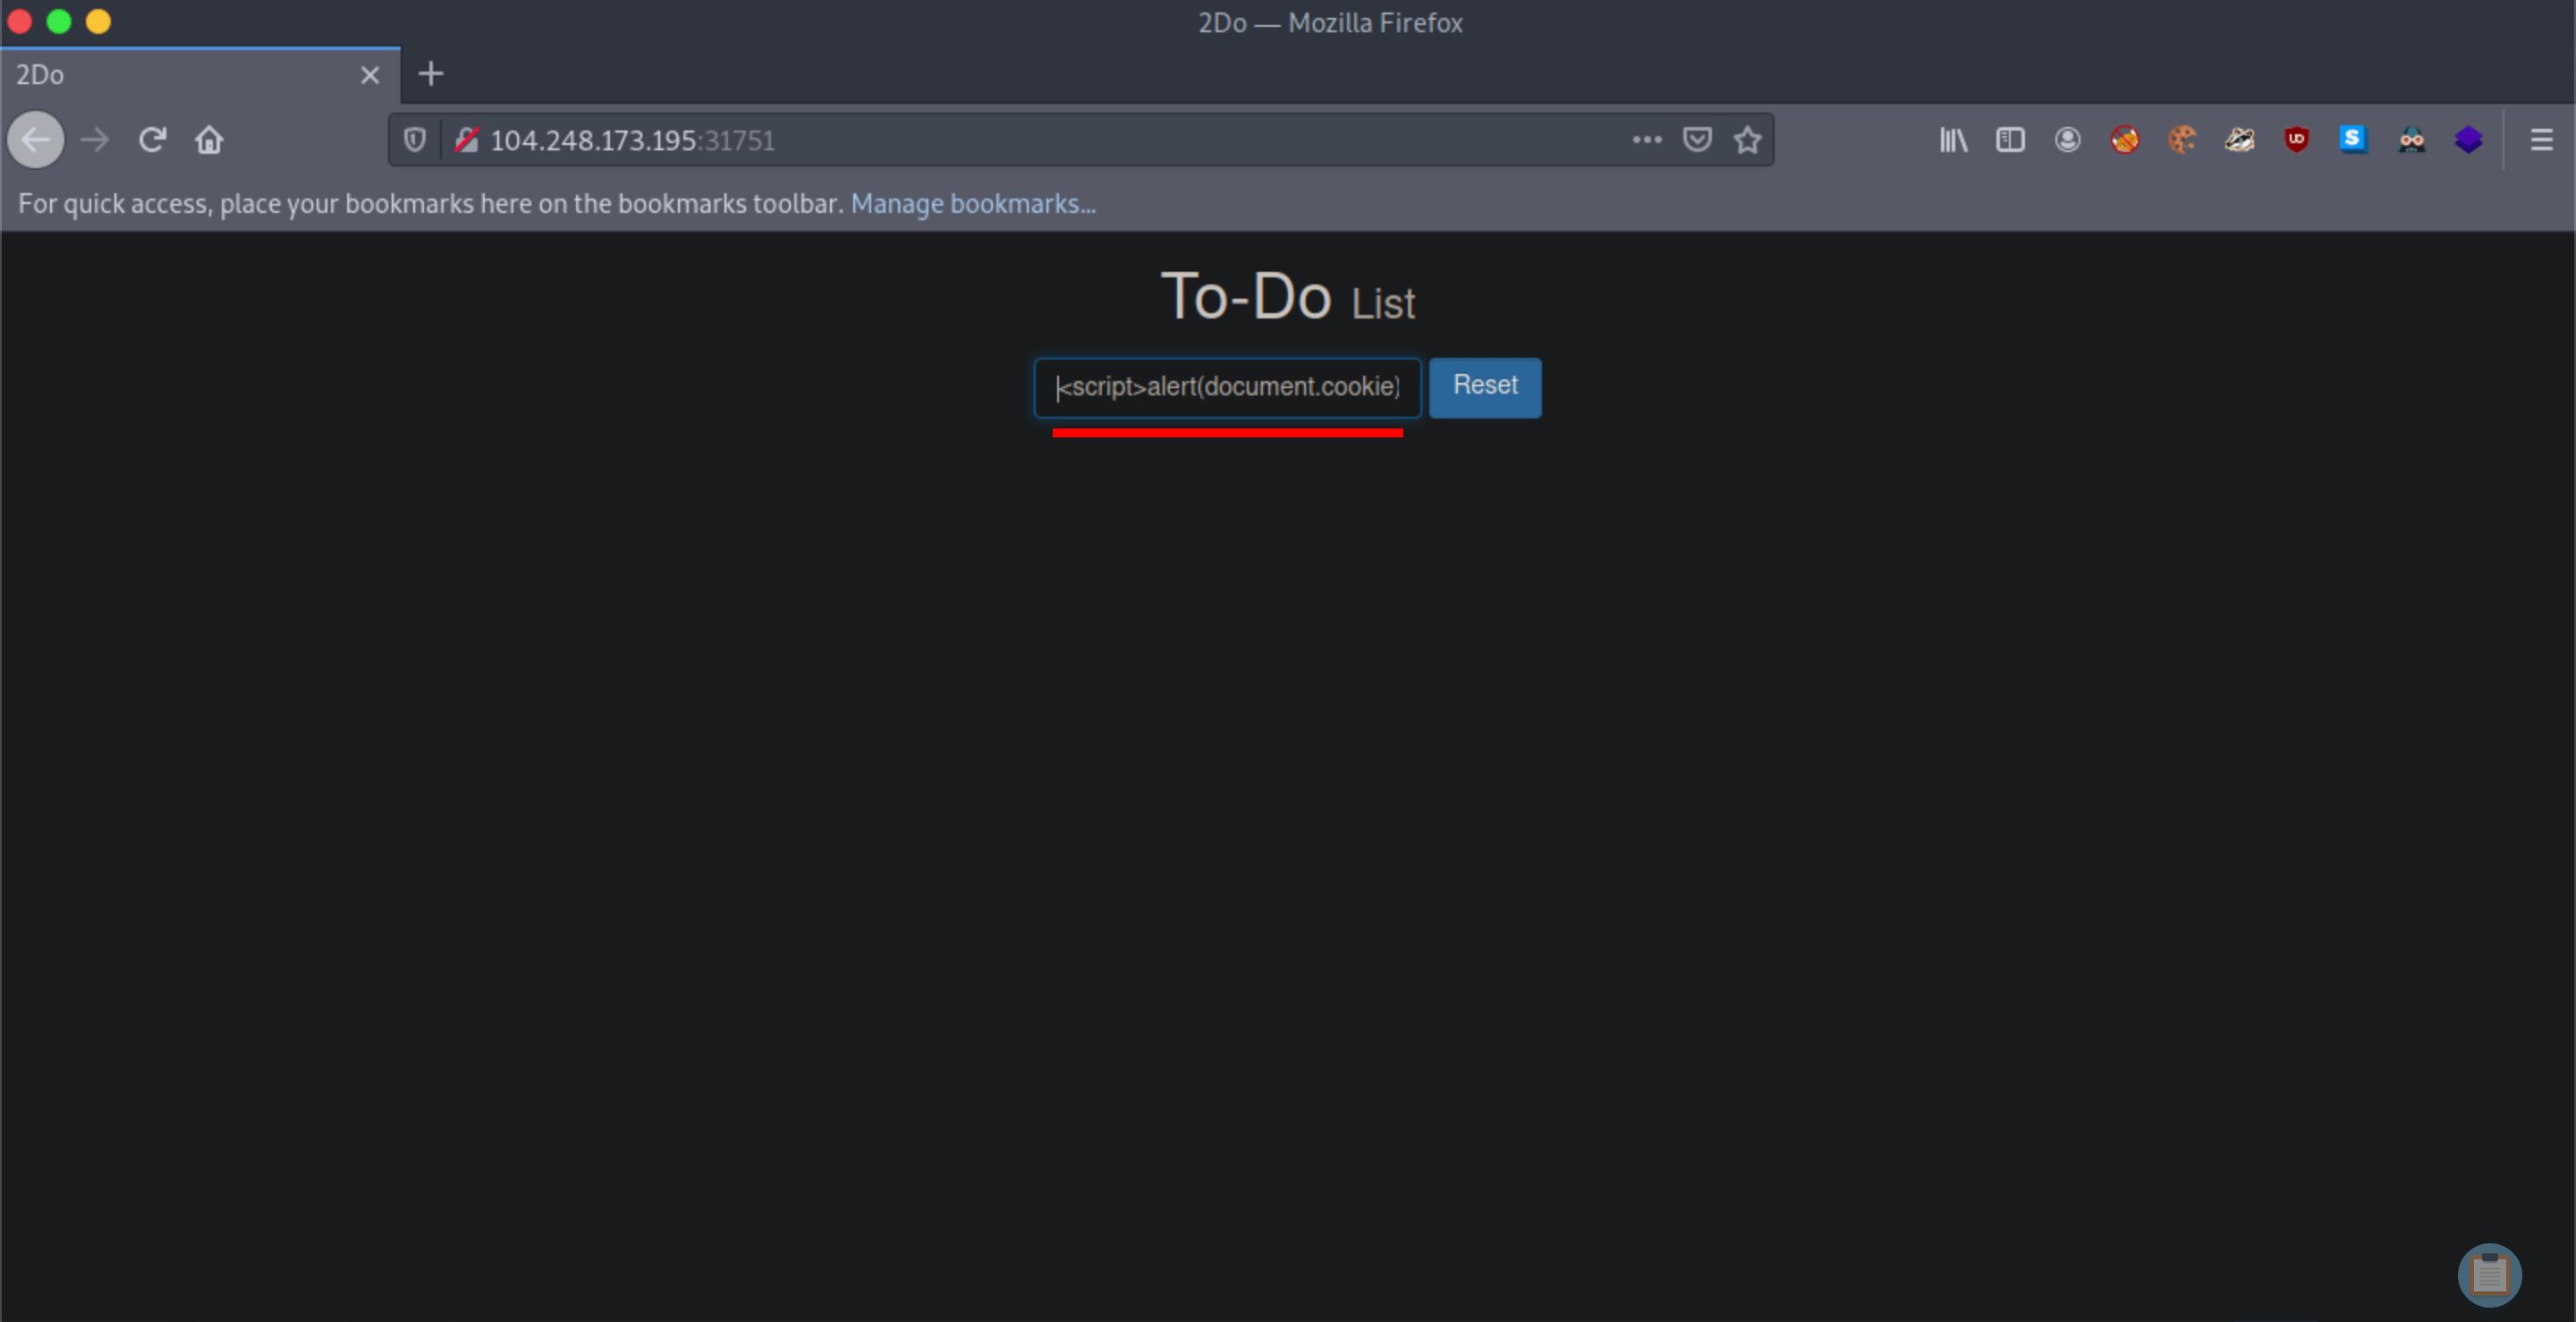 2Do — Mozilla Firefox
2Do
104.248.173.195:31751
For quick access, place your bookmarks here on the bookmarks toolbar. Manage bookmarks...
To-Do List
<script>alert(document.cookie)
Reset